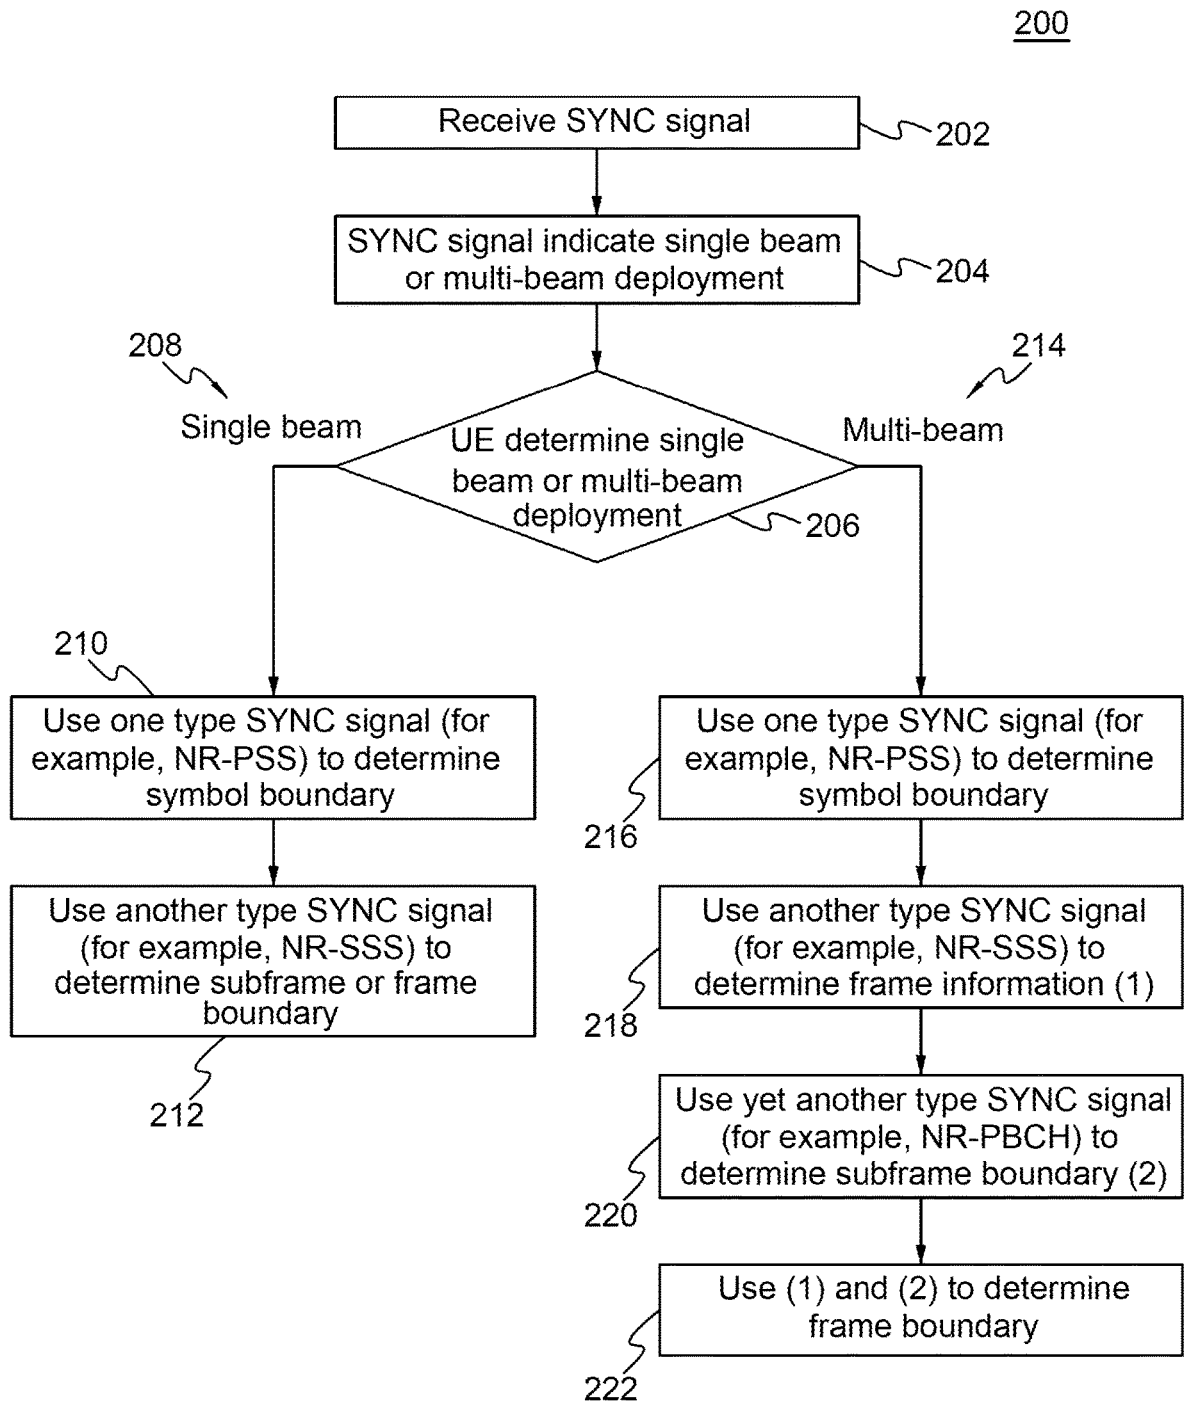 200
Receive SYNC signal
202
SYNC signal indicate single beam
or multi-beam deployment
204
208
214
Single beam
Multi-beam
UE determine single
beam or multi-beam
deployment
206
210
Use one type SYNC signal (for
example, NR-PSS) to determine
symbol boundary
Use another type SYNC signal
(for example, NR-SSS) to
determine subframe or frame
boundary
212
Use one type SYNC signal (for
example, NR-PSS) to determine
symbol boundary
216
Use another type SYNC signal
(for example, NR-SSS) to
determine frame information (1)
218
Use yet another type SYNC signal
(for example, NR-PBCH) to
determine subframe boundary (2)
220
Use (1) and (2) to determine
frame boundary
222